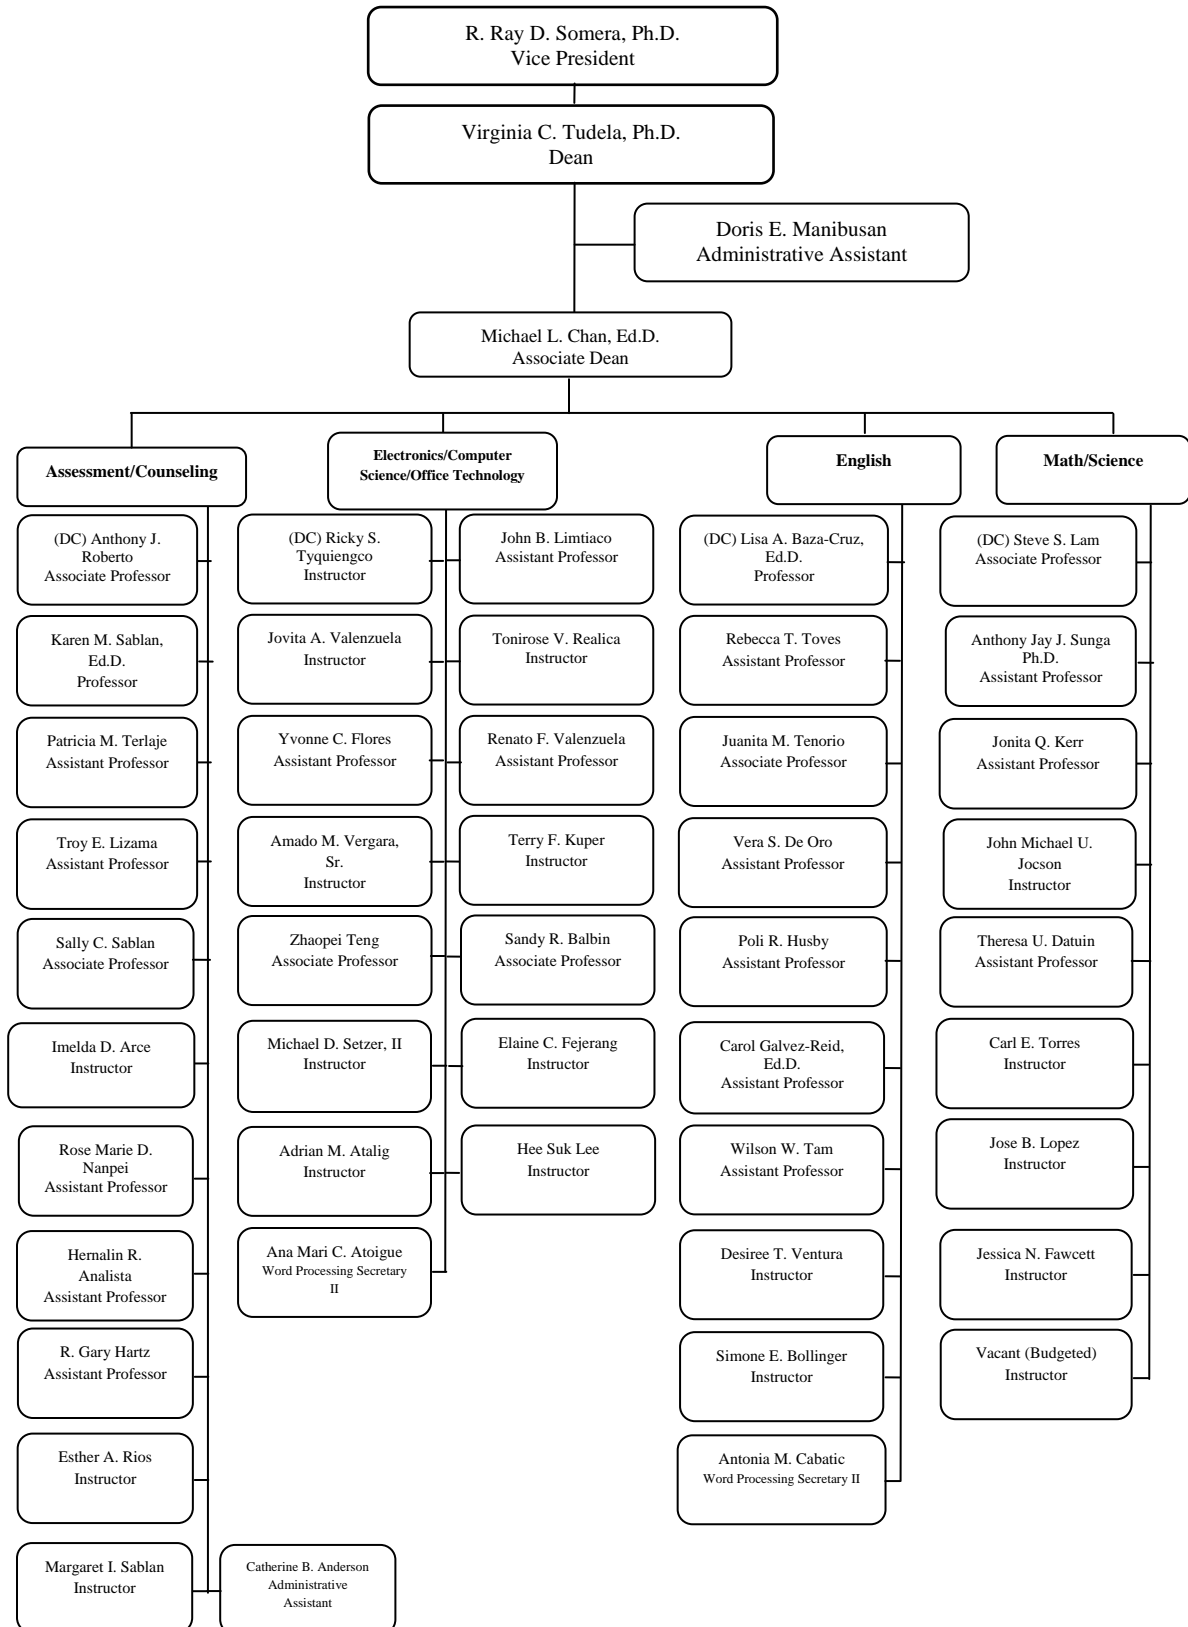 R. Ray D. Somera, Ph.D.
Vice President
Virginia C. Tudela, Ph.D.
Dean
Doris E. Manibusan
Administrative Assistant
Michael L. Chan, Ed.D.
Associate Dean
Assessment/Counseling
(DC) Anthony J.
Roberto
Associate Professor
Karen M. Sablan,
Ed.D.
Professor
Patricia M. Terlaje
Assistant Professor
Troy E. Lizama
Assistant Professor
Sally C. Sablan
Associate Professor
Imelda D. Arce
Instructor
Rose Marie D.
Nanpei
Assistant Professor
Hernalin R.
Analista
Assistant Professor
R. Gary Hartz
Assistant Professor
Esther A. Rios
Instructor
Margaret I. Sablan
Instructor
Catherine B. Anderson
Administrative
Assistant
Electronics/Computer
Science/Office Technology
(DC) Ricky S.
Tyquiengco
Instructor
Jovita A. Valenzuela
Instructor
Yvonne C. Flores
Assistant Professor
Amado M. Vergara,
Sr.
Instructor
Zhaopei Teng
Associate Professor
Michael D. Setzer, II
Instructor
Adrian M. Atalig
Instructor
Ana Mari C. Atoigue
Word Processing Secretary
II
John B. Limtiaco
Assistant Professor
Tonirose V. Realica
Instructor
Renato F. Valenzuela
Assistant Professor
Terry F. Kuper
Instructor
Sandy R. Balbin
Associate Professor
Elaine C. Fejerang
Instructor
Hee Suk Lee
Instructor
English
(DC) Lisa A. Baza-Cruz,
Ed.D.
Professor
Rebecca T. Toves
Assistant Professor
Juanita M. Tenorio
Associate Professor
Vera S. De Oro
Assistant Professor
Poli R. Husby
Assistant Professor
Carol Galvez-Reid,
Ed.D.
Assistant Professor
Wilson W. Tam
Assistant Professor
Desiree T. Ventura
Instructor
Simone E. Bollinger
Instructor
Antonia M. Cabatic
Word Processing Secretary II
Math/Science
(DC) Steve S. Lam
Associate Professor
Anthony Jay J. Sunga
Ph.D.
Assistant Professor
Jonita Q. Kerr
Assistant Professor
John Michael U.
Jocson
Instructor
Theresa U. Datuin
Assistant Professor
Carl E. Torres
Instructor
Jose B. Lopez
Instructor
Jessica N. Fawcett
Instructor
Vacant (Budgeted)
Instructor